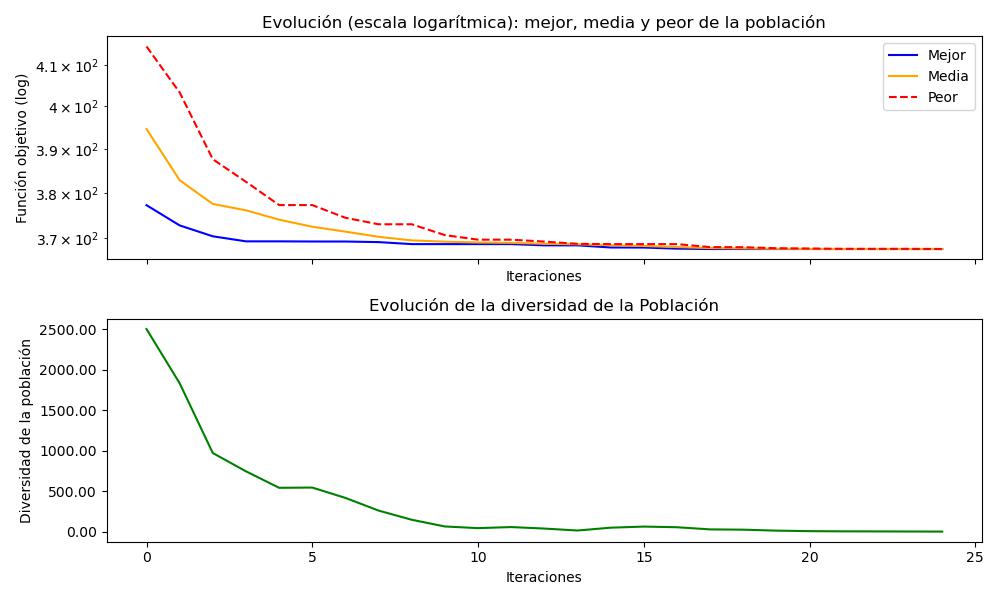 Evolución (escala logarítmica): mejor, media y peor de la población
Función objetivo (log)
4.1 × 10²
4 × 10²
3.9 × 10²
3.8 × 10²
3.7 × 10²
Mejor
Media
Peor
Iteraciones
Evolución de la diversidad de la Población
Diversidad de la población
2500.00
2000.00
1500.00
1000.00
500.00
0.00
0 5 10 15 20 25
Iteraciones